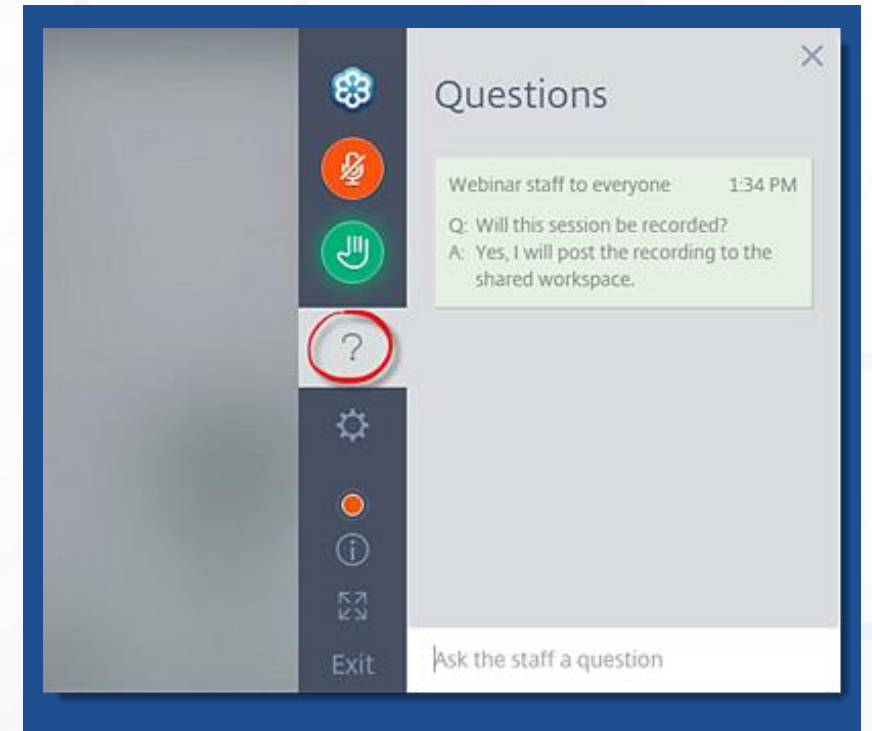 Questions
Webinar staff to everyone 1:34 PM
Q: Will this session be recorded?
A: Yes, I will post the recording to the
shared workspace.
?
Exit
Ask the staff a question